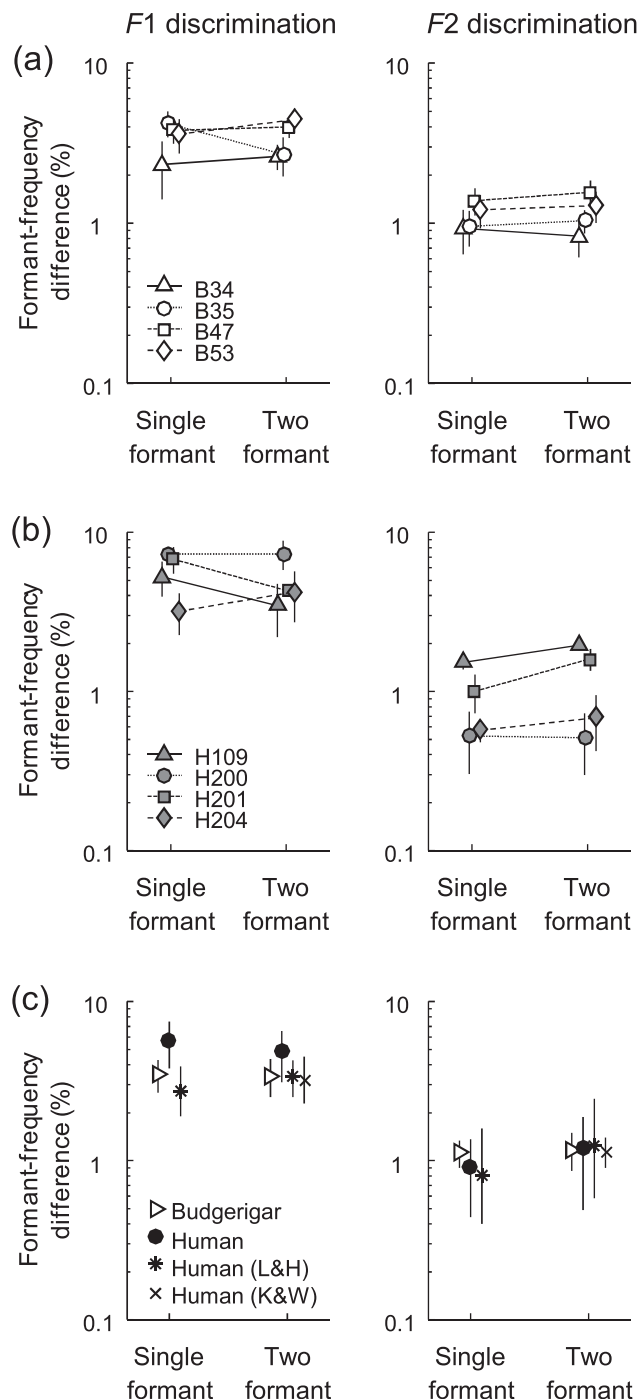 F1 discrimination
F2 discrimination
(a)
Formant-frequency
difference (%)
10
1
0.1
B34
B35
B47
B53
Single
formant
Two
formant
Single
formant
Two
formant
10
1
0.1
(b)
Formant-frequency
difference (%)
10
1
0.1
H109
H200
H201
H204
Single
formant
Two
formant
10
1
0.1
Single
formant
Two
formant
(c)
Formant-frequency
difference (%)
10
1
0.1
Budgerigar
Human
Human (L&H)
Human (K&W)
Single
formant
Two
formant
10
1
0.1
Single
formant
Two
formant